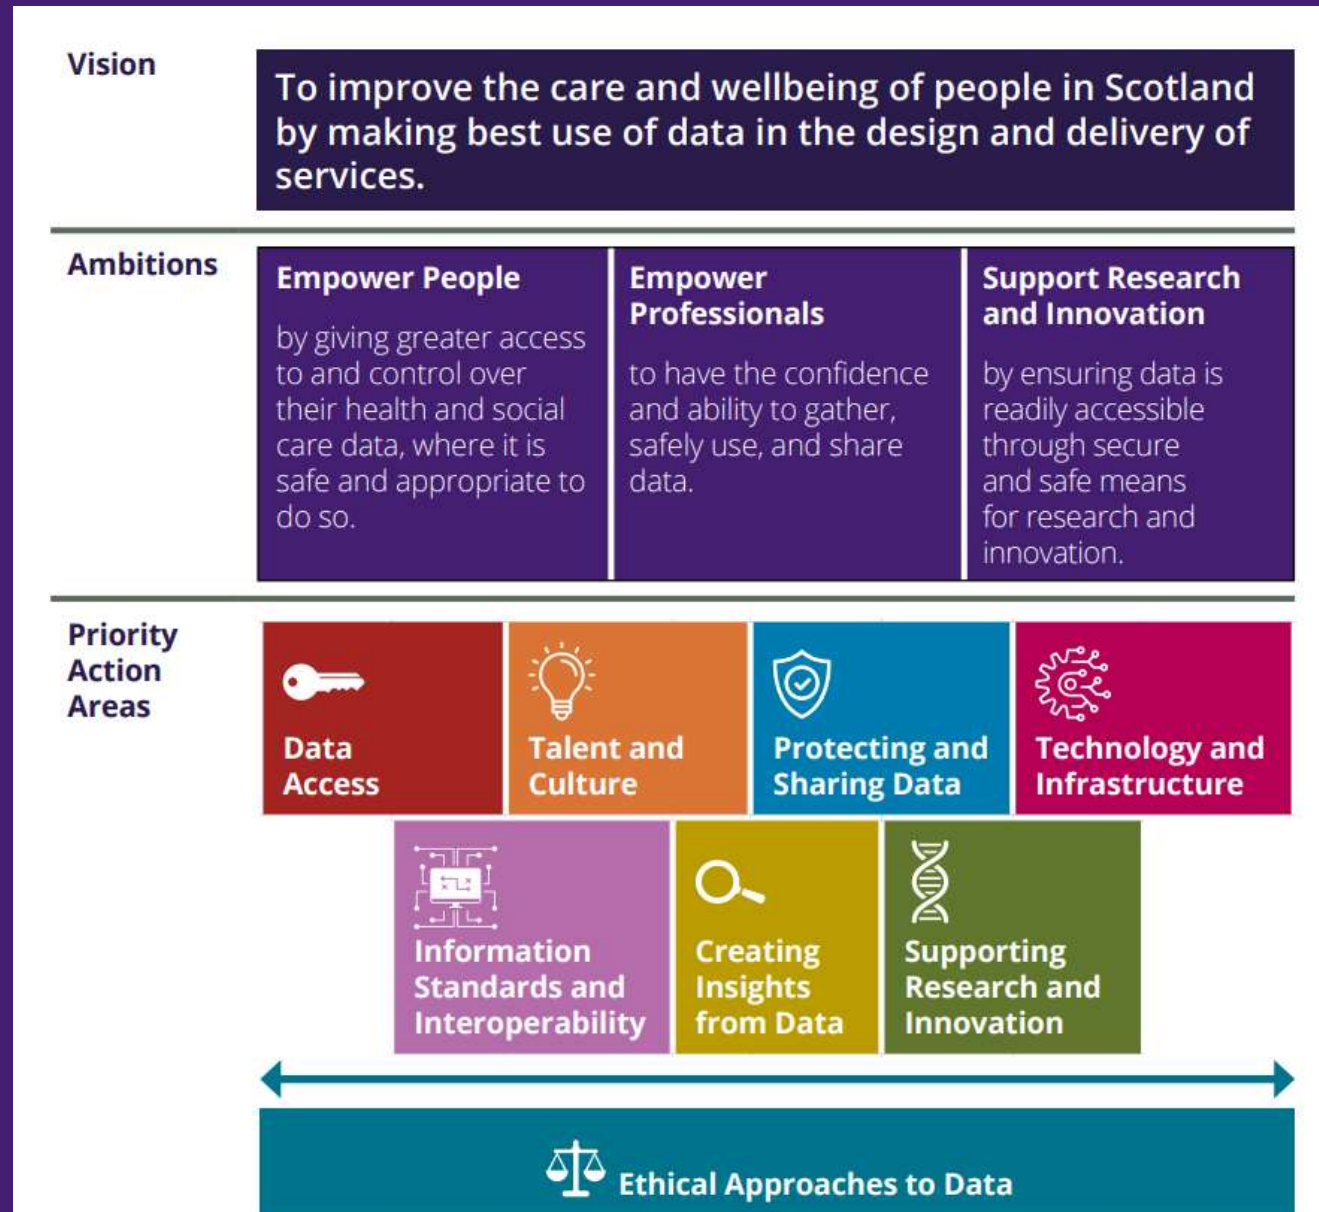 Vision
To improve the care and wellbeing of people in Scotland
by making best use of data in the design and delivery of
services.
Ambitions
Empower People
by giving greater access
to and control over
their health and social
care data, where it is
safe and appropriate to
do so.
Empower
Professionals
to have the confidence
and ability to gather,
safely use, and share
data.
Support Research
and Innovation
by ensuring data is
readily accessible
through secure
and safe means
for research and
innovation.
Priority
Action
Areas
Data
Access
Talent and
Culture
Protecting and
Sharing Data
Technology and
Infrastructure
Information
Standards and
Interoperability
Creating
Insights
from Data
Supporting
Research and
Innovation
Ethical Approaches to Data